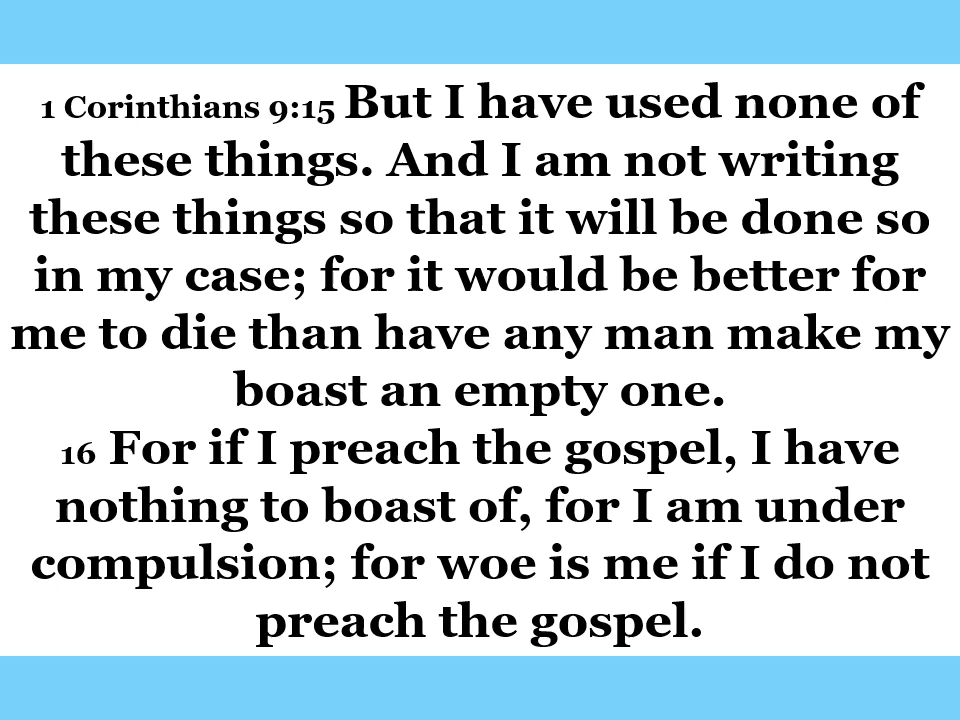 1 Corinthians 9:15 But I have used none of
these things. And I am not writing
these things so that it will be done so
in my case; for it would be better for
me to die than have any man make my
boast an empty one.
16 For if I preach the gospel, I have
nothing to boast of, for I am under
compulsion; for woe is me if I do not
preach the gospel.